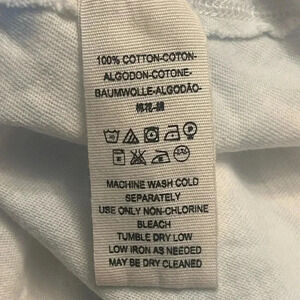 100% COTTON-COTON-
ALGODON-COTONE-
BAUMWOLLE-ALGODÃO-
棉花-綿
MACHINE WASH COLD
SEPARATELY
USE ONLY NON-CHLORINE
BLEACH
TUMBLE DRY LOW
LOW IRON AS NEEDED
MAY BE DRY CLEANED